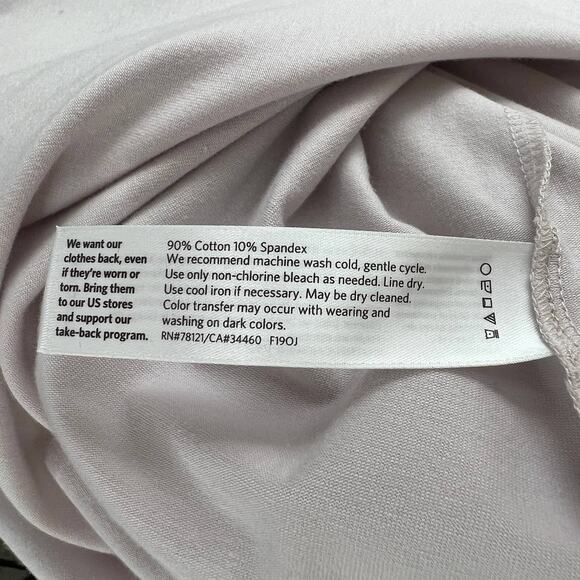 We want our
clothes back, even
if they're worn or
torn. Bring them
to our US stores
and support our
take-back program.
90% Cotton 10% Spandex
We recommend machine wash cold, gentle cycle.
Use only non-chlorine bleach as needed. Line dry.
Use cool iron if necessary. May be dry cleaned.
Color transfer may occur with wearing and
washing on dark colors.
RN#78121/CA#34460 F19OJ